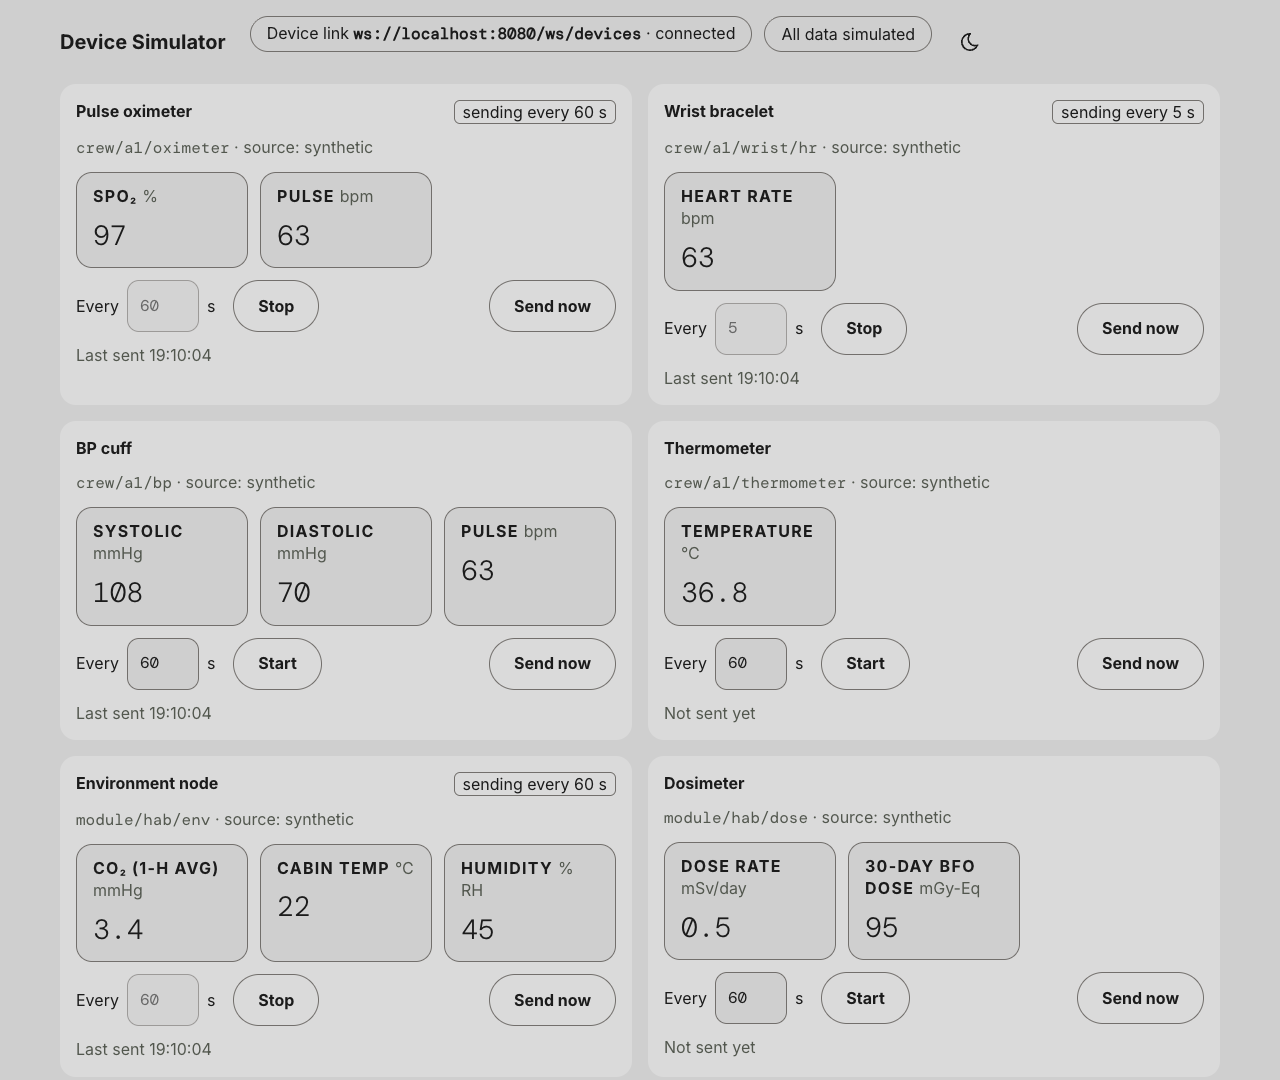 Device Simulator
Device link ws://localhost:8080/ws/devices · connected
All data simulated
Pulse oximeter
sending every 60 s
crew/a1/oximeter · source: synthetic
SPO₂ %
97
PULSE bpm
63
Every 60 s
Stop
Send now
Last sent 19:10:04
Wrist bracelet
sending every 5 s
crew/a1/wrist/hr · source: synthetic
HEART RATE
bpm
63
Every 5 s
Stop
Send now
Last sent 19:10:04
BP cuff
crew/a1/bp · source: synthetic
SYSTOLIC
mmHg
108
DIASTOLIC
mmHg
70
PULSE bpm
63
Every 60 s
Start
Send now
Last sent 19:10:04
Thermometer
crew/a1/thermometer · source: synthetic
TEMPERATURE
°C
36.8
Every 60 s
Start
Send now
Not sent yet
Environment node
sending every 60 s
module/hab/env · source: synthetic
CO₂ (1-H AVG)
mmHg
3.4
CABIN TEMP °C
22
HUMIDITY %
RH
45
Every 60 s
Stop
Send now
Last sent 19:10:04
Dosimeter
module/hab/dose · source: synthetic
DOSE RATE
mSv/day
0.5
30-DAY BFO
DOSE mGy-Eq
95
Every 60 s
Start
Send now
Not sent yet